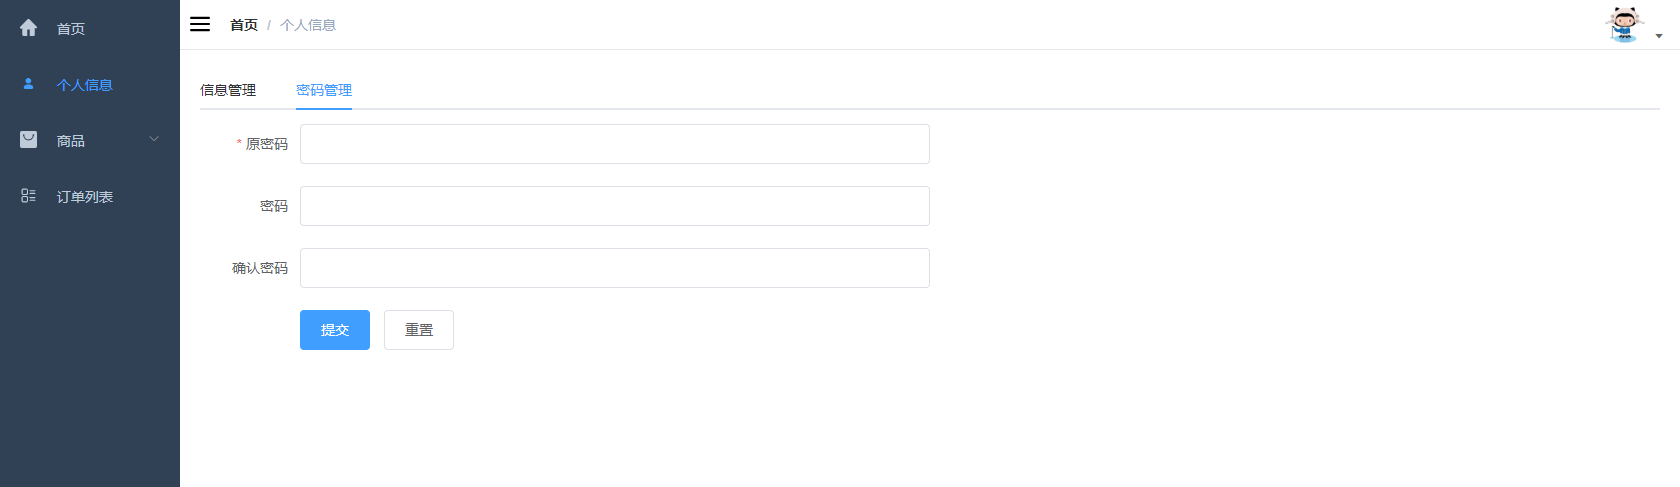 首页
个人信息
商品
订单列表
首页 / 个人信息
信息管理 密码管理
* 原密码
密码
确认密码
提交 重置